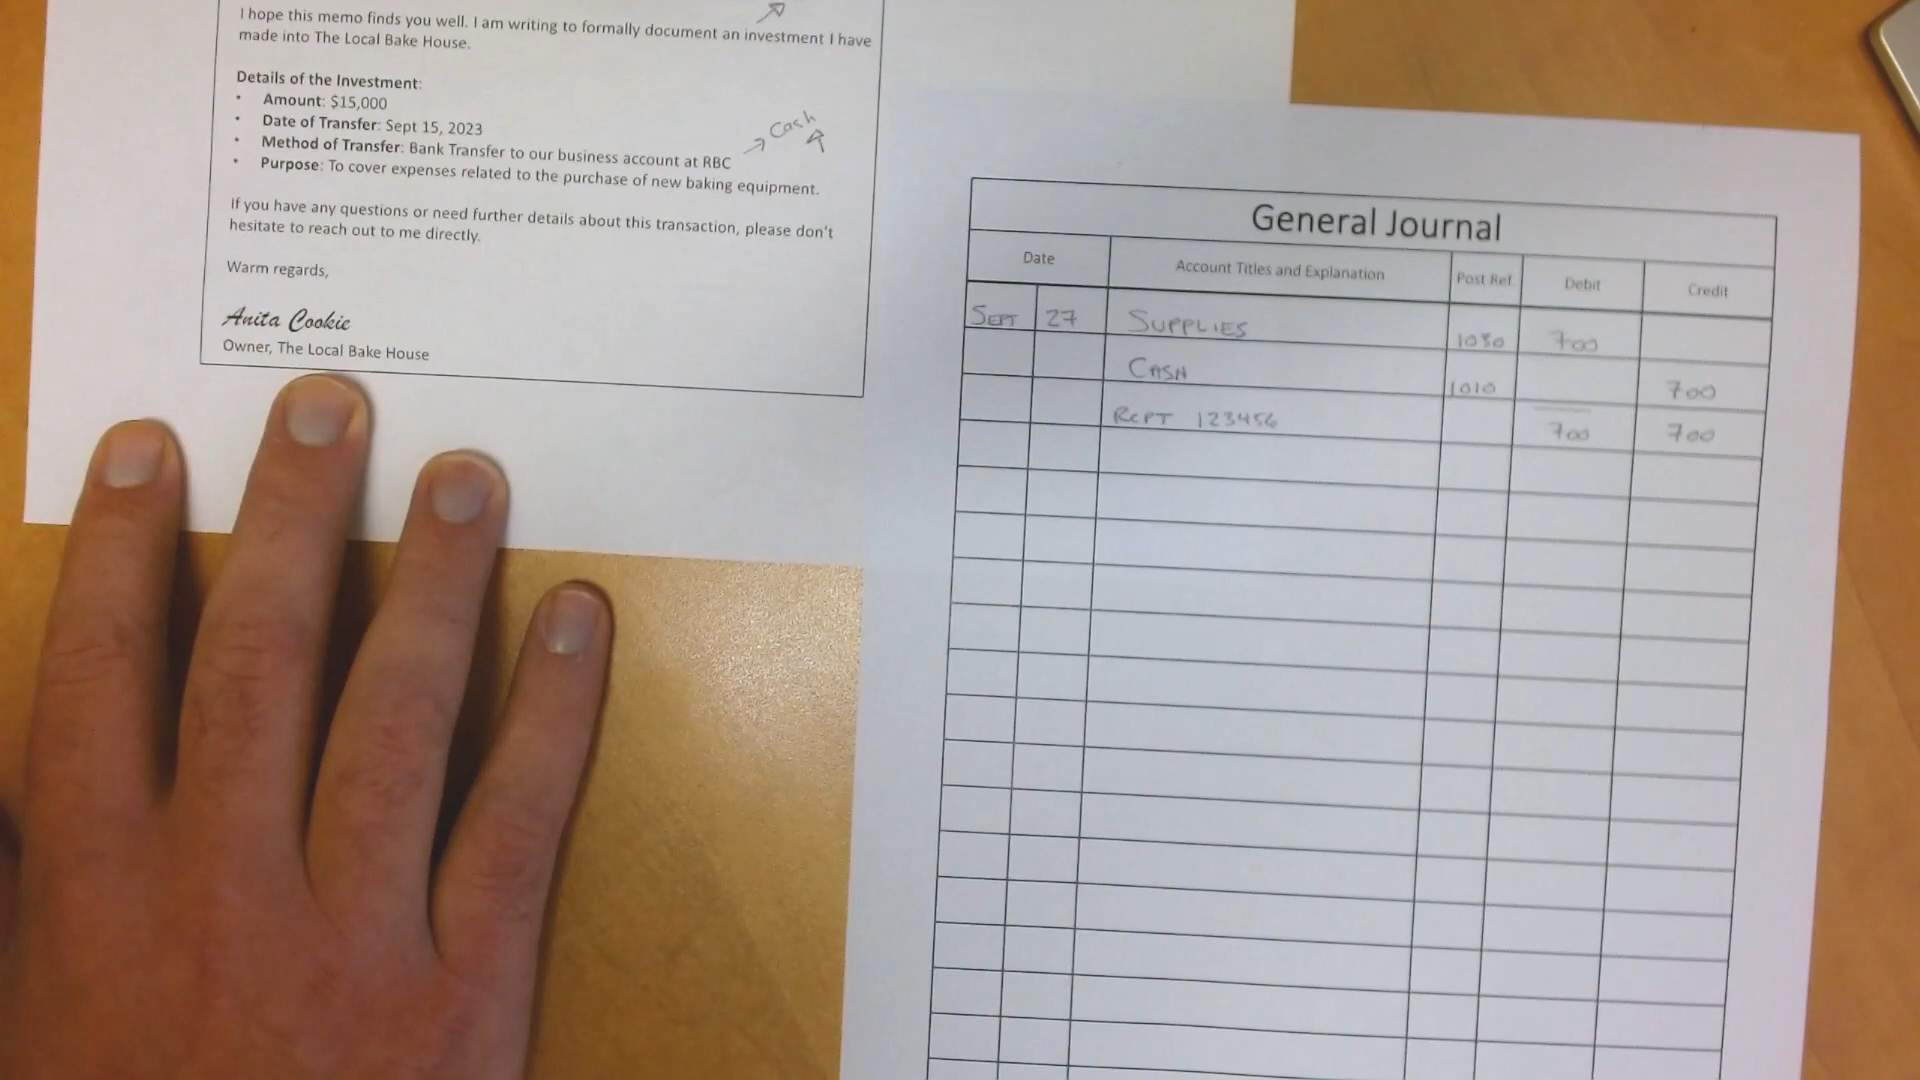 I hope this memo finds you well. I am writing to formally document an investment I have
made into The Local Bake House.
Details of the Investment:
• Amount: $15,000
• Date of Transfer: Sept 15, 2023
• Method of Transfer: Bank Transfer to our business account at RBC
• Purpose: To cover expenses related to the purchase of new baking equipment.
→ Cash ↑
If you have any questions or need further details about this transaction, please don't
hesitate to reach out to me directly.
Warm regards,
Anita Cookie
Owner, The Local Bake House
General Journal
Date Account Titles and Explanation Post Ref. Debit Credit
SEPT 27 SUPPLIES 1030 700
CASH 1010 700
RCPT 123456 700 700